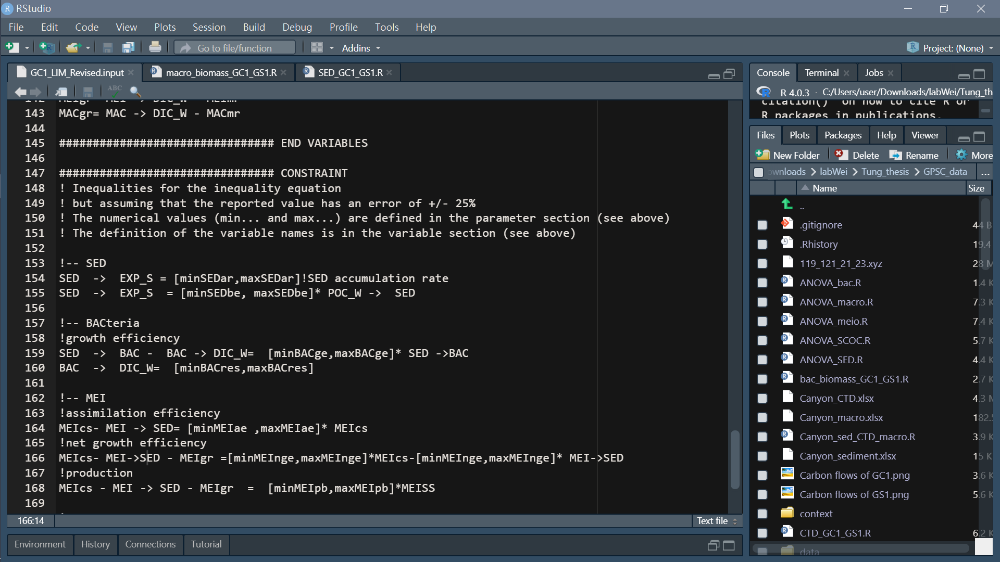 RStudio
File Edit Code View Plots Session Build Debug Profile Tools Help
Go to file/function Addins Project: (None)
GC1_LIM_Revised.input macro_biomass_GC1_GS1.R SED_GC1_GS1.R
ABC
143 MACgr= MAC -> DIC_W - MACmr
144
145 ################################ END VARIABLES
146
147 ################################ CONSTRAINT
148 ! Inequalities for the inequality equation
149 ! but assuming that the reported value has an error of +/- 25%
150 ! The numerical values (min... and max...) are defined in the parameter section (see above)
151 ! The definition of the variable names is in the variable section (see above)
152
153 !-- SED
154 SED -> EXP_S = [minSEDar,maxSEDar]!SED accumulation rate
155 SED -> EXP_S = [minSEDbe, maxSEDbe]* POC_W -> SED
156
157 !-- BACteria
158 !growth efficiency
159 SED -> BAC - BAC -> DIC_W= [minBACge,maxBACge]* SED ->BAC
160 BAC -> DIC_W= [minBACres,maxBACres]
161
162 !-- MEI
163 !assimilation efficiency
164 MEIcs- MEI -> SED= [minMEIae ,maxMEIae]* MEIcs
165 !net growth efficiency
166 MEIcs- MEI->SED - MEIgr =[minMEInge,maxMEInge]*MEIcs-[minMEInge,maxMEInge]* MEI->SED
167 !production
168 MEIcs - MEI -> SED - MEIgr = [minMEIpb,maxMEIpb]*MEISS
169
166:14 Text file
Environment History Connections Tutorial
Console Terminal Jobs
R 4.0.3 · C:/Users/user/Downloads/labWei/Tung_th
citation()' on how to cite R or
R packages in publications.
Files Plots Packages Help Viewer
New Folder Delete Rename More
ownloads > labWei > Tung_thesis > GPSC_data ...
Name Size
..
.gitignore 44 B
.Rhistory 19.4
119_121_21_23.xyz 28 M
ANOVA_bac.R 1.4 K
ANOVA_macro.R 7.3 K
ANOVA_meio.R 7.4 K
ANOVA_SCOC.R 5.7 K
ANOVA_SED.R 4.4 K
bac_biomass_GC1_GS1.R 2.7 K
Canyon_CTD.xlsx 4.3 M
Canyon_macro.xlsx 182.
Canyon_sed_CTD_macro.R 3.9 K
Canyon_sediment.xlsx 15 K
Carbon flows of GC1.png 3.6 K
Carbon flows of GS1.png 5.6 K
context
CTD_GC1_GS1.R 6.2 K
data